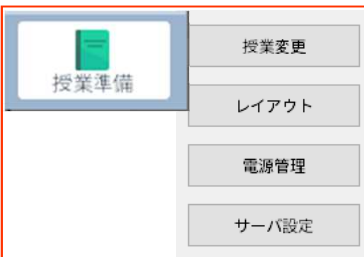 授業準備
授業変更
レイアウト
電源管理
サーバ設定